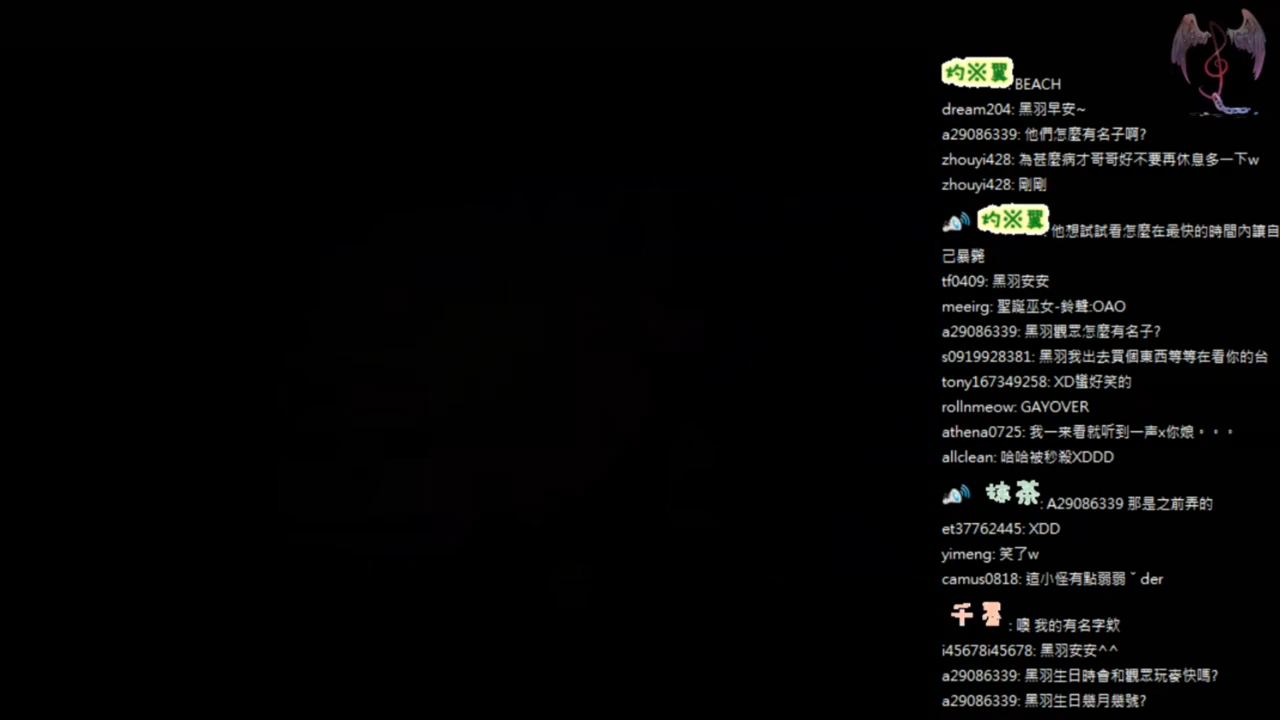 灼※翼: BEACH
dream204: 黑羽早安~
a29086339: 他們怎麼有名子啊?
zhouyi428: 為甚麼病才哥哥好不要再休息多一下w
zhouyi428: 剛剛
灼※翼: 他想試試看怎麼在最快的時間內讓自
己暴斃
tf0409: 黑羽安安
meeirg: 聖誕巫女-鈴聲:OAO
a29086339: 黑羽觀眾怎麼有名子?
s0919928381: 黑羽我出去買個東西等等在看你的台
tony167349258: XD蠻好笑的
rollnmeow: GAYOVER
athena0725: 我一来看就听到一声x你娘。。。
allclean: 哈哈被秒殺XDDD
抹茶: A29086339 那是之前弄的
et37762445: XDD
yimeng: 笑了w
camus0818: 這小怪有點弱弱ˇder
: 噢 我的有名字欸
i45678i45678: 黑羽安安^^
a29086339: 黑羽生日時會和觀眾玩麥快嗎?
a29086339: 黑羽生日幾月幾號?